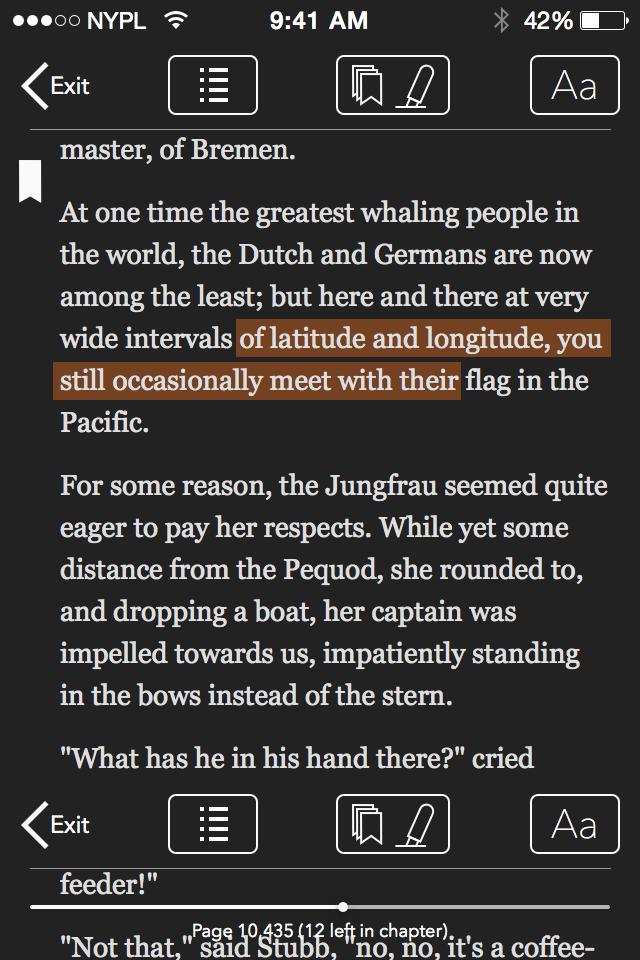 NYPL 9:41 AM 42%
Exit Aa
master, of Bremen.
At one time the greatest whaling people in
the world, the Dutch and Germans are now
among the least; but here and there at very
wide intervals of latitude and longitude, you
still occasionally meet with their flag in the
Pacific.
For some reason, the Jungfrau seemed quite
eager to pay her respects. While yet some
distance from the Pequod, she rounded to,
and dropping a boat, her captain was
impelled towards us, impatiently standing
in the bows instead of the stern.
"What has he in his hand there?" cried
Exit Aa
feeder!"
Page 10,435 (12 left in chapter)
"Not that," said Stubb, "no, no, it's a coffee-